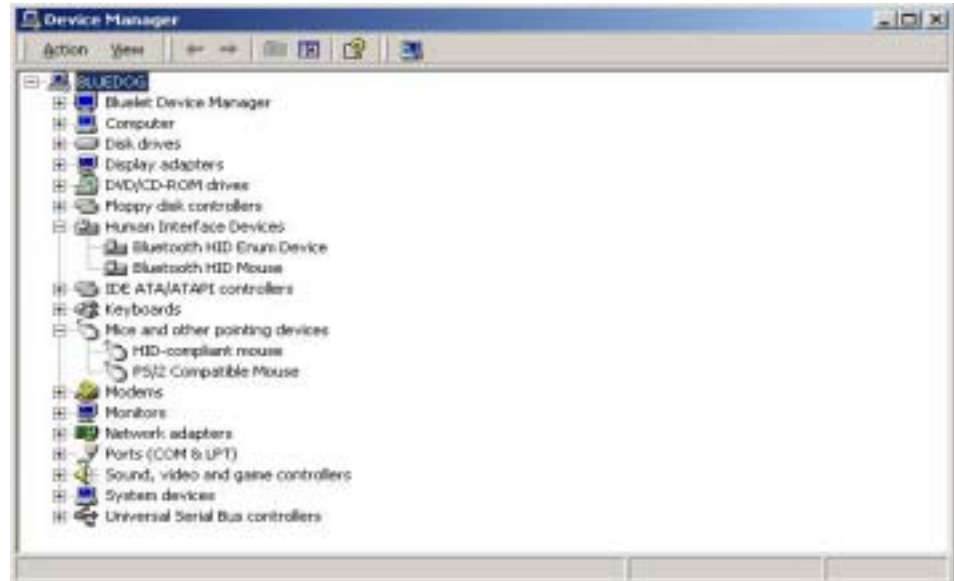 Device Manager
Action View
BLUEDOG
Bluelet Device Manager
Computer
Disk drives
Display adapters
DVD/CD-ROM drives
Floppy disk controllers
Human Interface Devices
Bluetooth HID Enum Device
Bluetooth HID Mouse
IDE ATA/ATAPI controllers
Keyboards
Mice and other pointing devices
HID-compliant mouse
PS/2 Compatible Mouse
Modems
Monitors
Network adapters
Ports (COM & LPT)
Sound, video and game controllers
System devices
Universal Serial Bus controllers